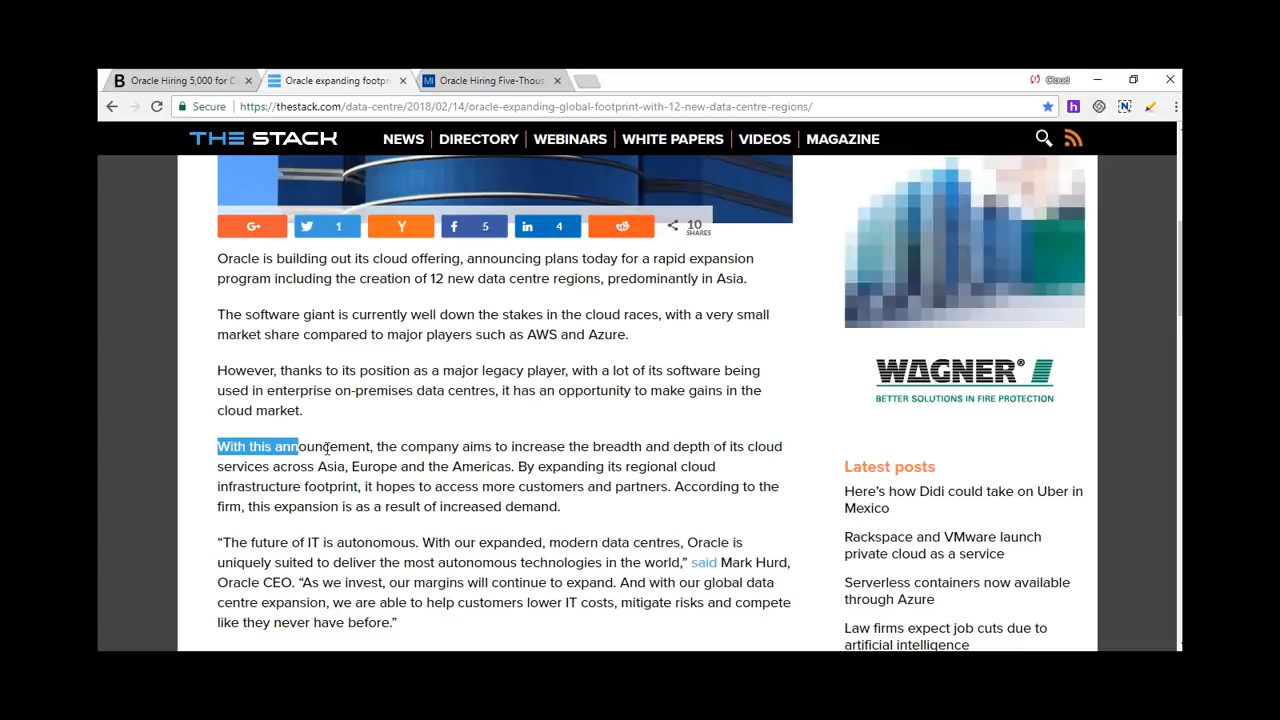 Oracle Hiring 5,000 for C
Oracle expanding footpr
MI Oracle Hiring Five-Thous
Cloud
Secure https://thestack.com/data-centre/2018/02/14/oracle-expanding-global-footprint-with-12-new-data-centre-regions/
THE STACK
NEWS DIRECTORY WEBINARS WHITE PAPERS VIDEOS MAGAZINE
G+ 1 Y f 5 in 4 10 SHARES
Oracle is building out its cloud offering, announcing plans today for a rapid expansion
program including the creation of 12 new data centre regions, predominantly in Asia.
The software giant is currently well down the stakes in the cloud races, with a very small
market share compared to major players such as AWS and Azure.
However, thanks to its position as a major legacy player, with a lot of its software being
used in enterprise on-premises data centres, it has an opportunity to make gains in the
cloud market.
With this announcement, the company aims to increase the breadth and depth of its cloud
services across Asia, Europe and the Americas. By expanding its regional cloud
infrastructure footprint, it hopes to access more customers and partners. According to the
firm, this expansion is as a result of increased demand.
“The future of IT is autonomous. With our expanded, modern data centres, Oracle is
uniquely suited to deliver the most autonomous technologies in the world,” said Mark Hurd,
Oracle CEO. “As we invest, our margins will continue to expand. And with our global data
centre expansion, we are able to help customers lower IT costs, mitigate risks and compete
like they never have before.”
WAGNER®
BETTER SOLUTIONS IN FIRE PROTECTION
Latest posts
Here’s how Didi could take on Uber in
Mexico
Rackspace and VMware launch
private cloud as a service
Serverless containers now available
through Azure
Law firms expect job cuts due to
artificial intelligence